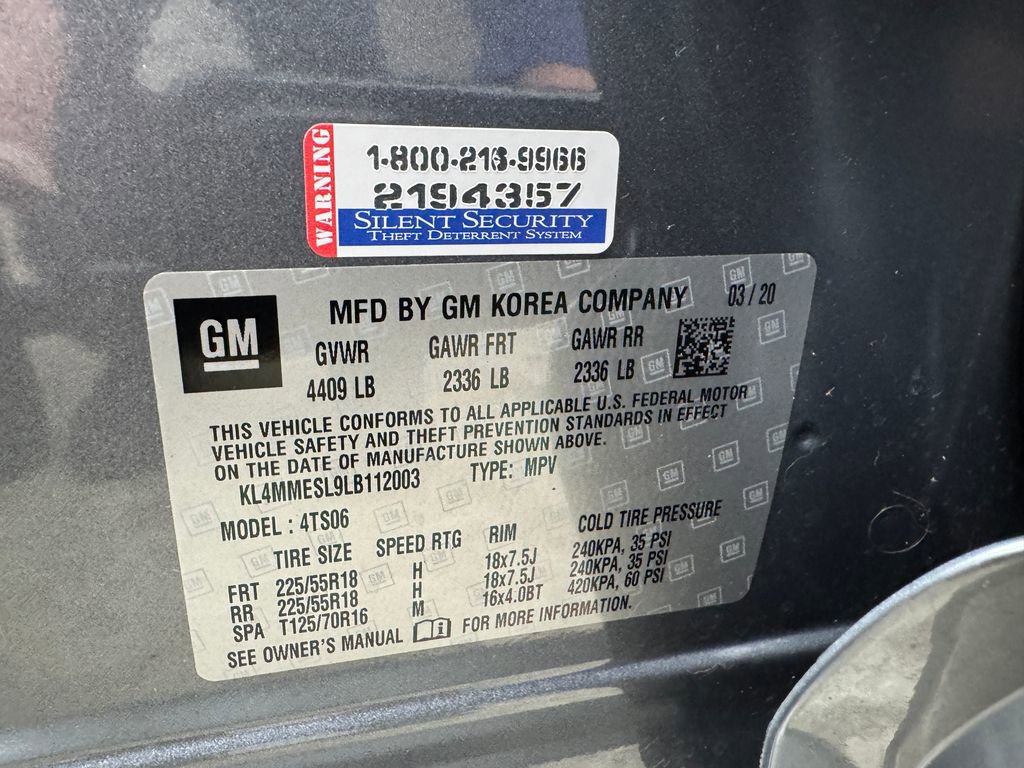 WARNING
1-800-213-9966
2194357
SILENT SECURITY
THEFT DETERRENT SYSTEM
GM
MFD BY GM KOREA COMPANY 03/20
GVWR GAWR FRT GAWR RR
4409 LB 2336 LB 2336 LB
THIS VEHICLE CONFORMS TO ALL APPLICABLE U.S. FEDERAL MOTOR
VEHICLE SAFETY AND THEFT PREVENTION STANDARDS IN EFFECT
ON THE DATE OF MANUFACTURE SHOWN ABOVE.
KL4MMESL9LB112003 TYPE: MPV
MODEL : 4TS06
TIRE SIZE SPEED RTG RIM COLD TIRE PRESSURE
FRT 225/55R18 H 18x7.5J 240KPA, 35 PSI
RR 225/55R18 H 18x7.5J 240KPA, 35 PSI
SPA T125/70R16 M 16x4.0BT 420KPA, 60 PSI
SEE OWNER'S MANUAL FOR MORE INFORMATION.